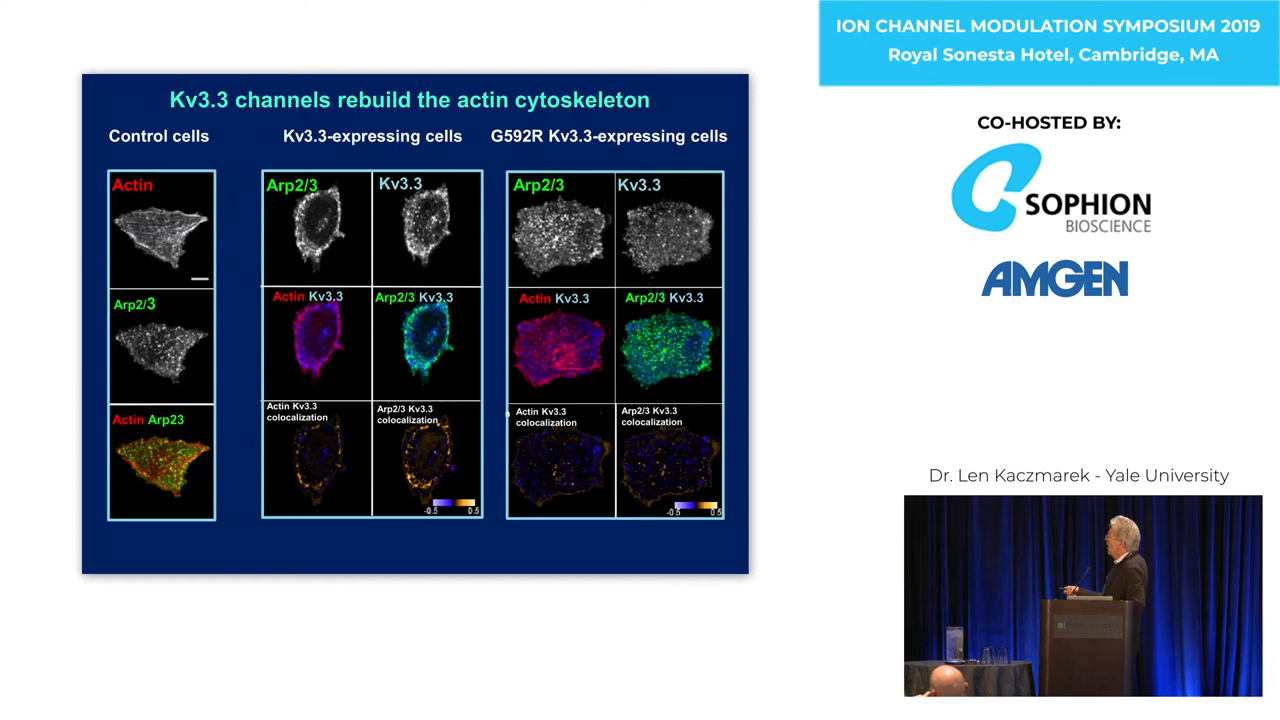 ION CHANNEL MODULATION SYMPOSIUM 2019
Royal Sonesta Hotel, Cambridge, MA
CO-HOSTED BY:
SOPHION
BIOSCIENCE
AMGEN
Dr. Len Kaczmarek - Yale University
Kv3.3 channels rebuild the actin cytoskeleton
Control cells
Actin
Arp2/3
Actin Arp23
Kv3.3-expressing cells
Arp2/3
Kv3.3
Actin Kv3.3
Arp2/3 Kv3.3
Actin Kv3.3
colocalization
Arp2/3 Kv3.3
colocalization
-0.5 0.5
G592R Kv3.3-expressing cells
Arp2/3
Kv3.3
Actin Kv3.3
Arp2/3 Kv3.3
n
Actin Kv3.3
colocalization
Arp2/3 Kv3.3
colocalization
-0.5 0.5